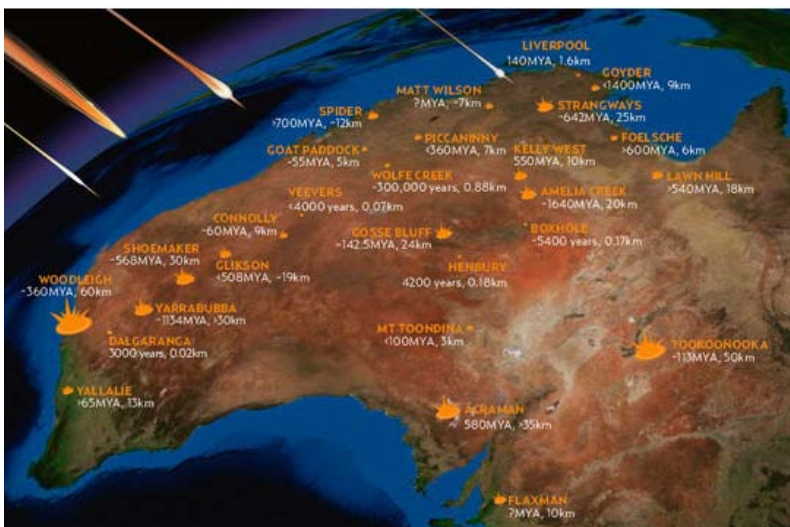 LIVERPOOL
140MYA, 1.6km
GOYDER
<1400MYA, 9km
MATT WILSON
?MYA, ~7km
STRANGWAYS
~642MYA, 25km
SPIDER
>700MYA, ~12km
PICCANINNY
<360MYA, 7km
FOELSCHE
>600MYA, 6km
GOAT PADDOCK
~55MYA, 5km
KELLY WEST
550MYA, 10km
WOLFE CREEK
~300,000 years, 0.88km
LAWN HILL
>540MYA, 18km
VEEVERS
<4000 years, 0.07km
AMELIA CREEK
~1640MYA, 20km
CONNOLLY
~60MYA, 9km
GOSSE BLUFF
~142.5MYA, 24km
BOXHOLE
~5400 years, 0.17km
SHOEMAKER
~568MYA, 30km
GLIKSON
<508MYA, ~19km
HENBURY
4200 years, 0.18km
WOODLEIGH
~360MYA, 60km
YARRABUBBA
~1134MYA, >30km
DALGARANGA
3000 years, 0.02km
MT TOONDINA
<100MYA, 3km
TOOKOONOOKA
~113MYA, 50km
YALLALIE
>65MYA, 13km
ACRAMAN
580MYA, >35km
FLAXMAN
?MYA, 10km